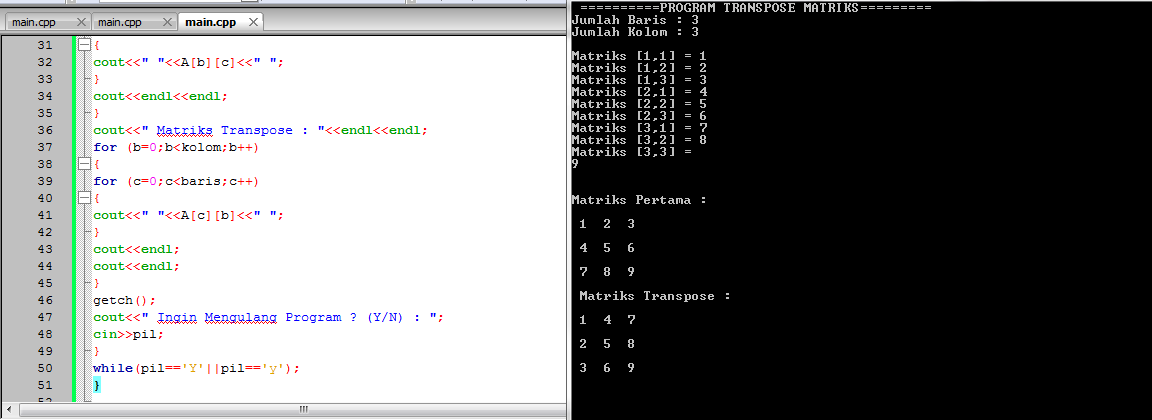 main.cpp
main.cpp
main.cpp
31 {
32 cout<<" "<<A[b][c]<<" ";
33 }
34 cout<<endl<<endl;
35 }
36 cout<<" Matriks Transpose : "<<endl<<endl;
37 for (b=0;b<kolom;b++)
38 {
39 for (c=0;c<baris;c++)
40 {
41 cout<<" "<<A[c][b]<<" ";
42 }
43 cout<<endl;
44 cout<<endl;
45 }
46 getch();
47 cout<<" Ingin Mengulang Program ? (Y/N) : ";
48 cin>>pil;
49 }
50 while(pil=='Y'||pil=='y');
51 }
==========PROGRAM TRANSPOSE MATRIKS=========
Jumlah Baris : 3
Jumlah Kolom : 3
Matriks [1,1] = 1
Matriks [1,2] = 2
Matriks [1,3] = 3
Matriks [2,1] = 4
Matriks [2,2] = 5
Matriks [2,3] = 6
Matriks [3,1] = 7
Matriks [3,2] = 8
Matriks [3,3] =
9
Matriks Pertama :
1 2 3
4 5 6
7 8 9
Matriks Transpose :
1 4 7
2 5 8
3 6 9